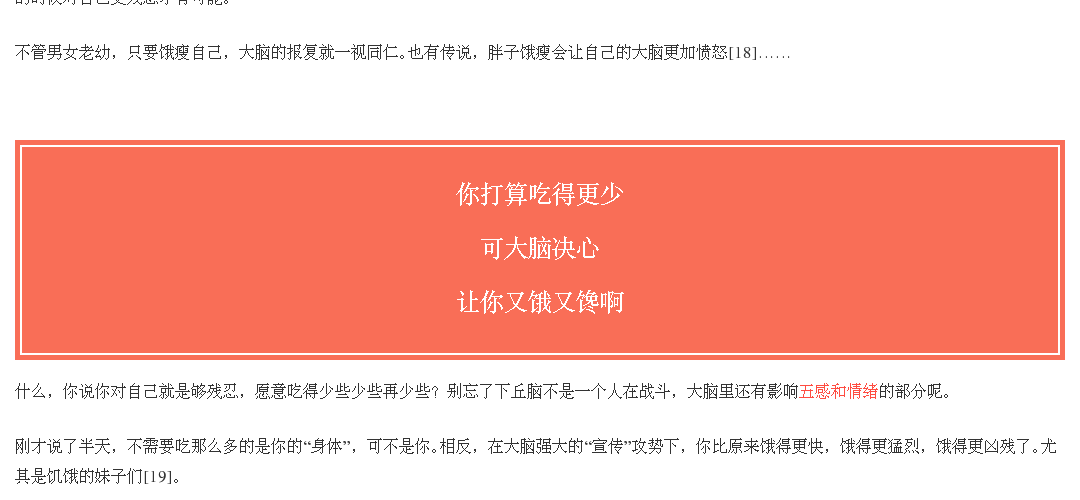 不管男女老幼，只要饿瘦自己，大脑的报复就一视同仁。也有传说，胖子饿瘦会让自己的大脑更加愤怒[18]……
你打算吃得更少
可大脑决心
让你又饿又馋啊
什么，你说你对自己就是够残忍，愿意吃得少些少些再少些？别忘了下丘脑不是一个人在战斗，大脑里还有影响五感和情绪的部分呢。
刚才说了半天，不需要吃那么多的是你的“身体”，可不是你。相反，在大脑强大的“宣传”攻势下，你比原来饿得更快，饿得更猛烈，饿得更凶残了。尤
其是饥饿的妹子们[19]。